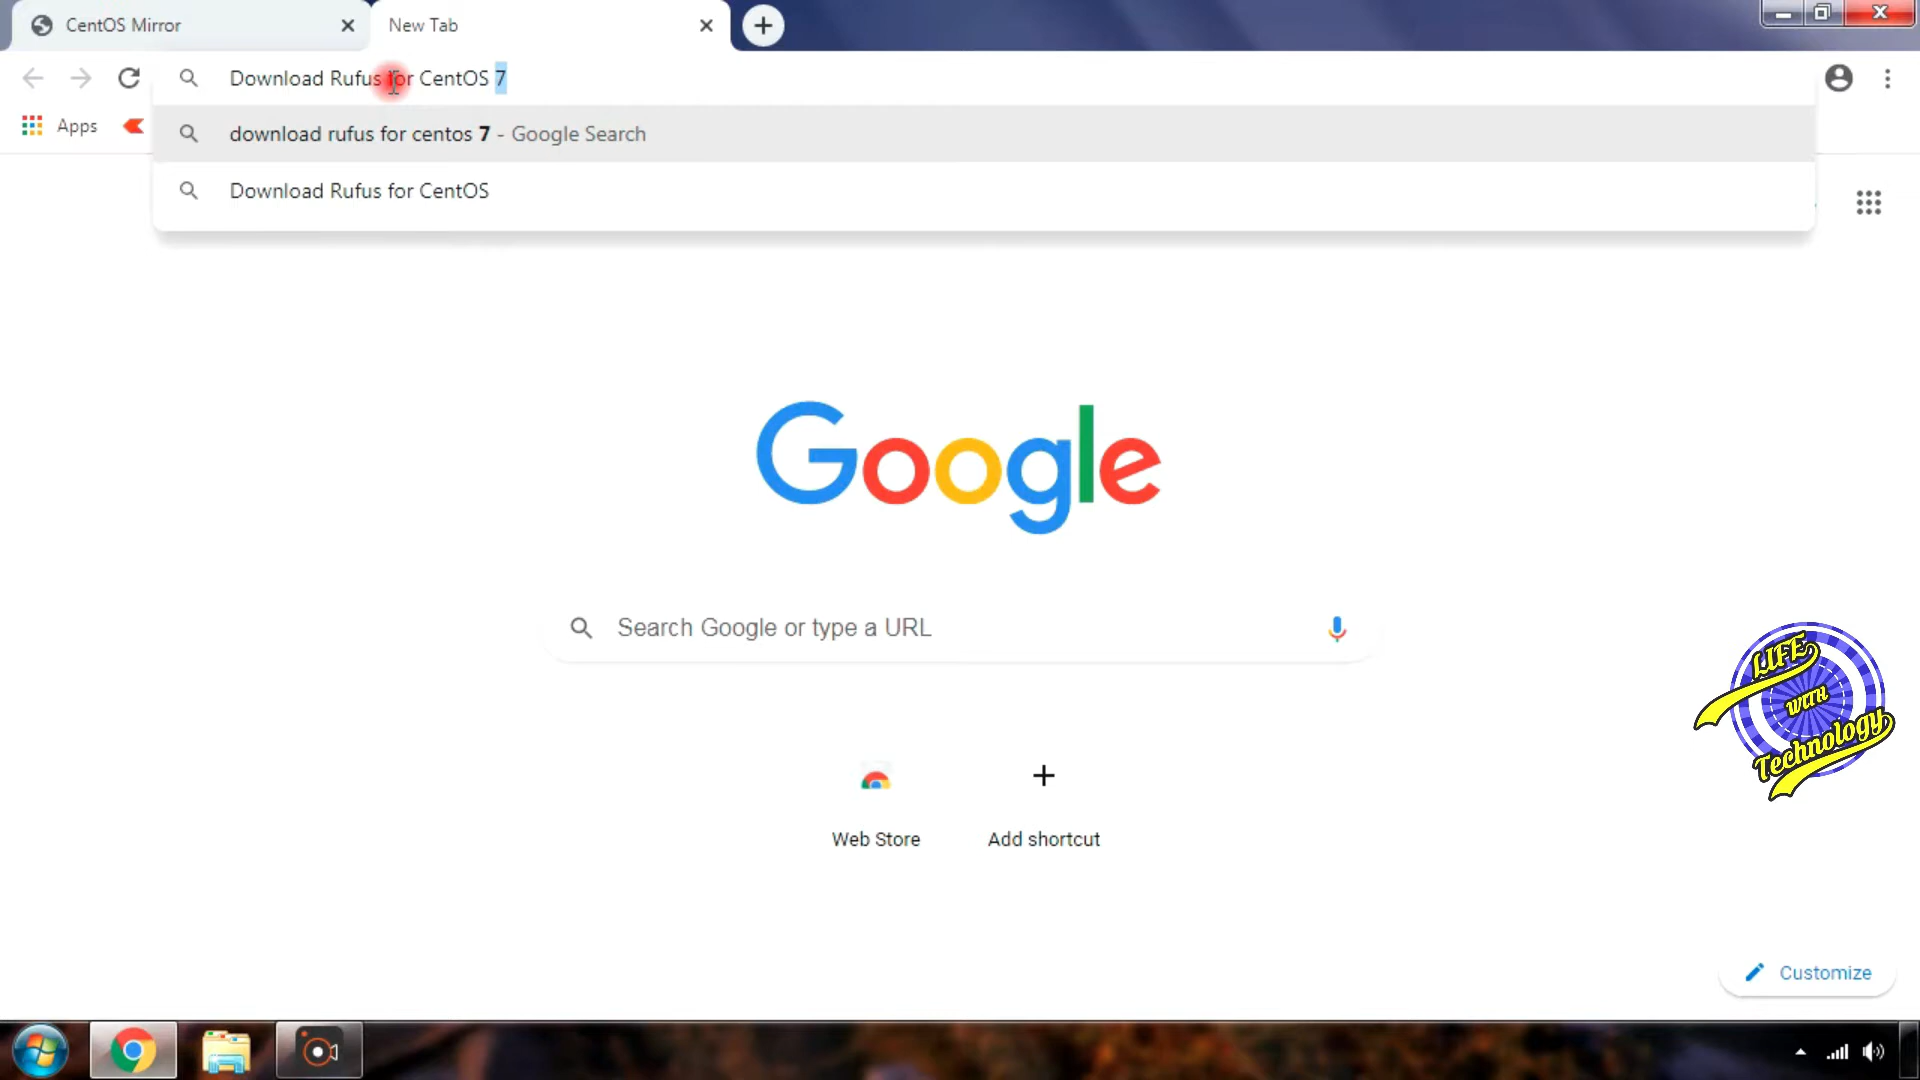 CentOS Mirror
New Tab
Download Rufus for CentOS 7
download rufus for centos 7 - Google Search
Apps
Download Rufus for CentOS
Google
Search Google or type a URL
LIFE
WITH
Technology
Web Store
Add shortcut
Customize